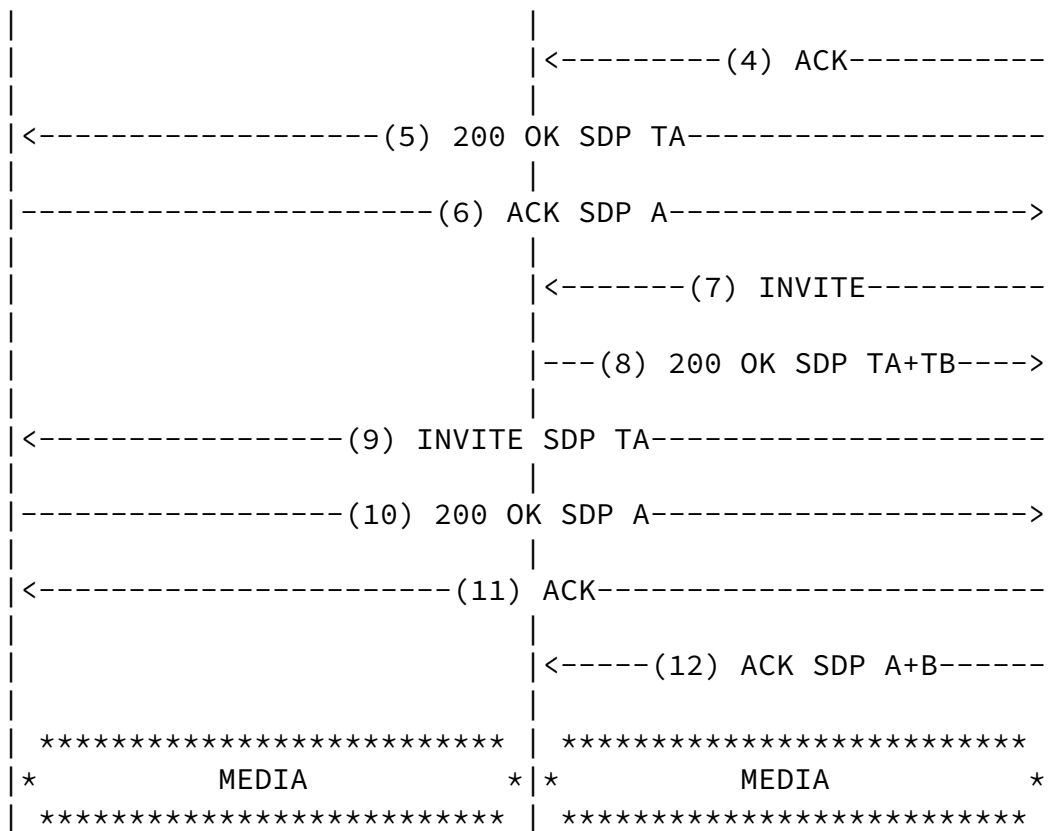 |                            |
|                            |<---------(4) ACK-----------
|                            |
|<-------------------(5) 200 OK SDP TA--------------------
|                            |
|-----------------------(6) ACK SDP A-------------------->
|                            |
|                            |<-------(7) INVITE----------
|                            |
|                            |---(8) 200 OK SDP TA+TB---->
|                            |
|<-----------------(9) INVITE SDP TA----------------------
|                            |
|------------------(10) 200 OK SDP A--------------------->
|                            |
|<-----------------------(11) ACK-------------------------
|                            |
|                            |<-----(12) ACK SDP A+B------
|                            |
| ************************** | **************************
|*          MEDIA           *|*          MEDIA           *
| ************************** | **************************